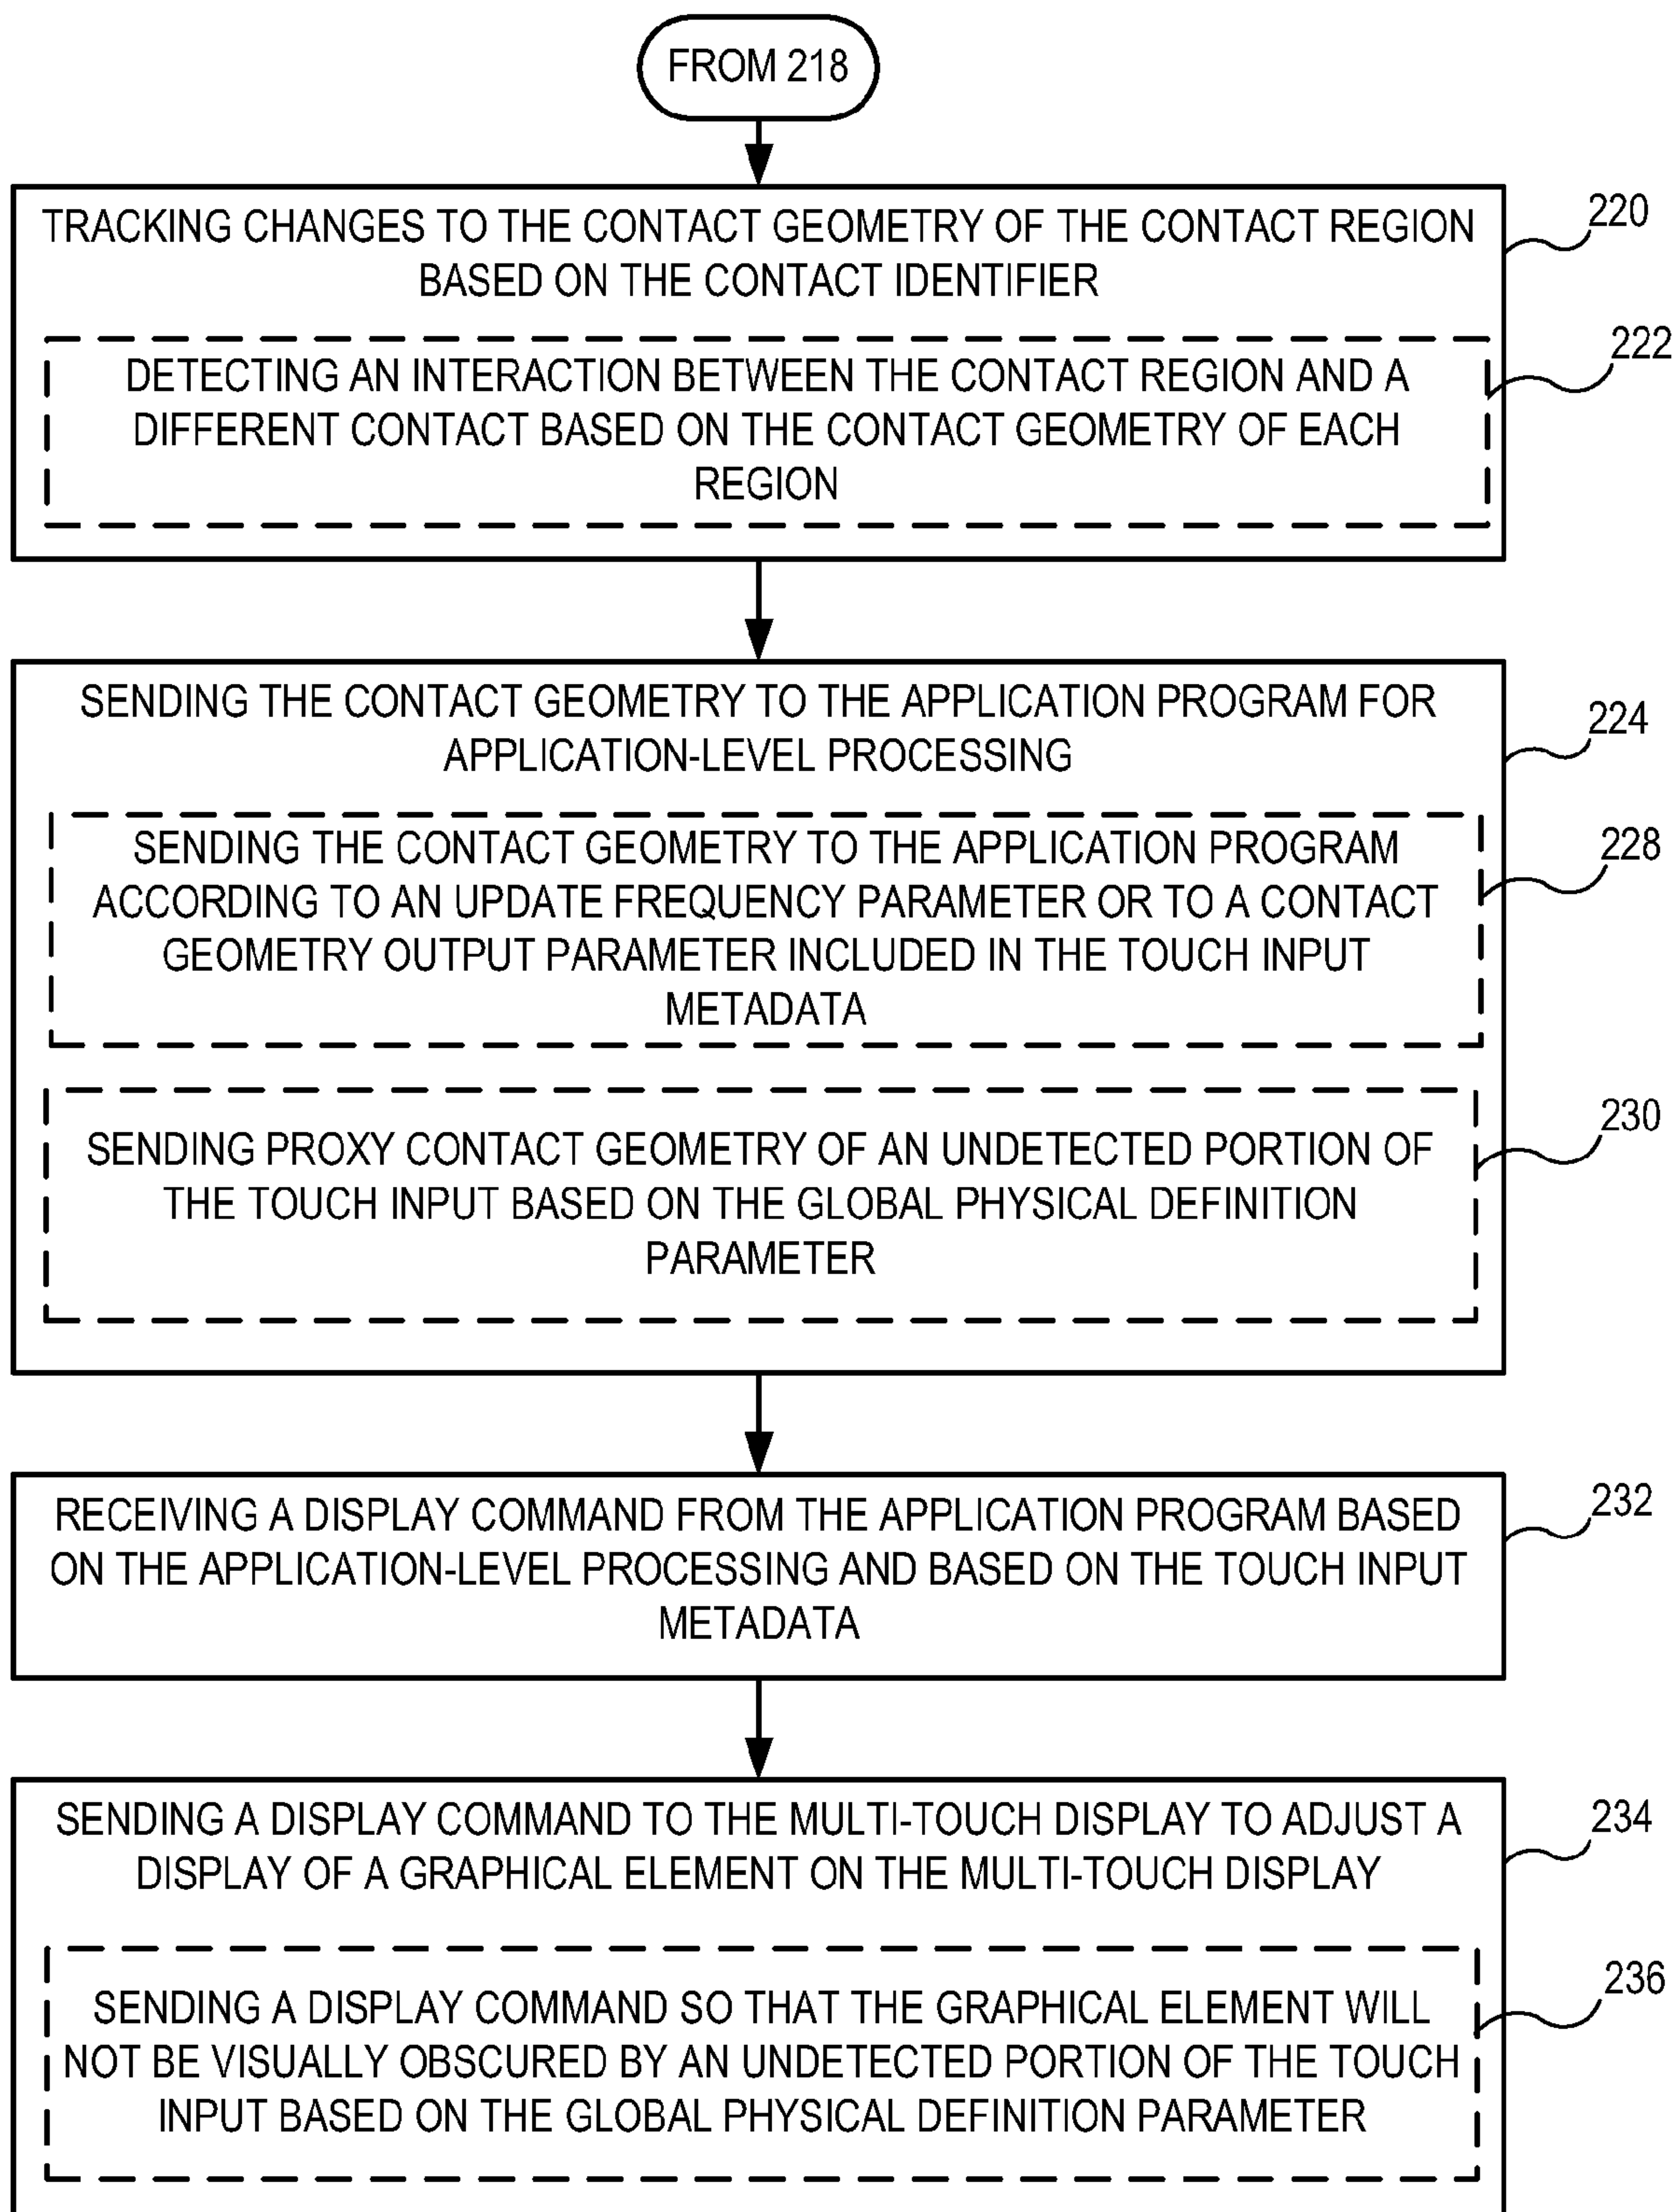 FROM 218
TRACKING CHANGES TO THE CONTACT GEOMETRY OF THE CONTACT REGION
BASED ON THE CONTACT IDENTIFIER
220
DETECTING AN INTERACTION BETWEEN THE CONTACT REGION AND A
DIFFERENT CONTACT BASED ON THE CONTACT GEOMETRY OF EACH
REGION
222
SENDING THE CONTACT GEOMETRY TO THE APPLICATION PROGRAM FOR
APPLICATION-LEVEL PROCESSING
224
SENDING THE CONTACT GEOMETRY TO THE APPLICATION PROGRAM
ACCORDING TO AN UPDATE FREQUENCY PARAMETER OR TO A CONTACT
GEOMETRY OUTPUT PARAMETER INCLUDED IN THE TOUCH INPUT
METADATA
228
SENDING PROXY CONTACT GEOMETRY OF AN UNDETECTED PORTION OF
THE TOUCH INPUT BASED ON THE GLOBAL PHYSICAL DEFINITION
PARAMETER
230
RECEIVING A DISPLAY COMMAND FROM THE APPLICATION PROGRAM BASED
ON THE APPLICATION-LEVEL PROCESSING AND BASED ON THE TOUCH INPUT
METADATA
232
SENDING A DISPLAY COMMAND TO THE MULTI-TOUCH DISPLAY TO ADJUST A
DISPLAY OF A GRAPHICAL ELEMENT ON THE MULTI-TOUCH DISPLAY
234
SENDING A DISPLAY COMMAND SO THAT THE GRAPHICAL ELEMENT WILL
NOT BE VISUALLY OBSCURED BY AN UNDETECTED PORTION OF THE TOUCH
INPUT BASED ON THE GLOBAL PHYSICAL DEFINITION PARAMETER
236